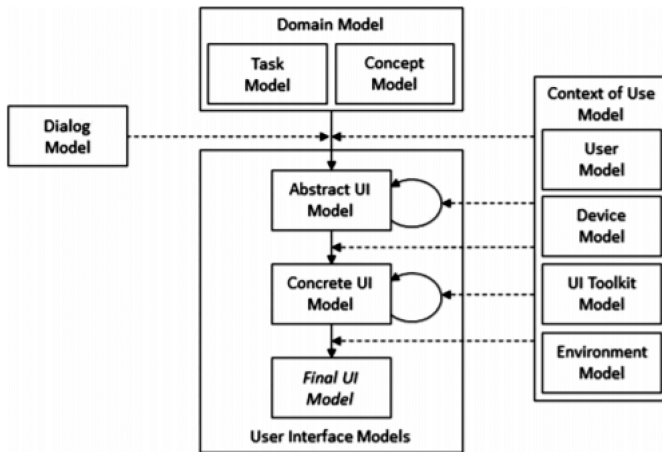 Domain Model
Task
Model
Concept
Model
Dialog
Model
Context of Use
Model
User
Model
Device
Model
UI Toolkit
Model
Environment
Model
Abstract UI
Model
Concrete UI
Model
Final UI
Model
User Interface Models